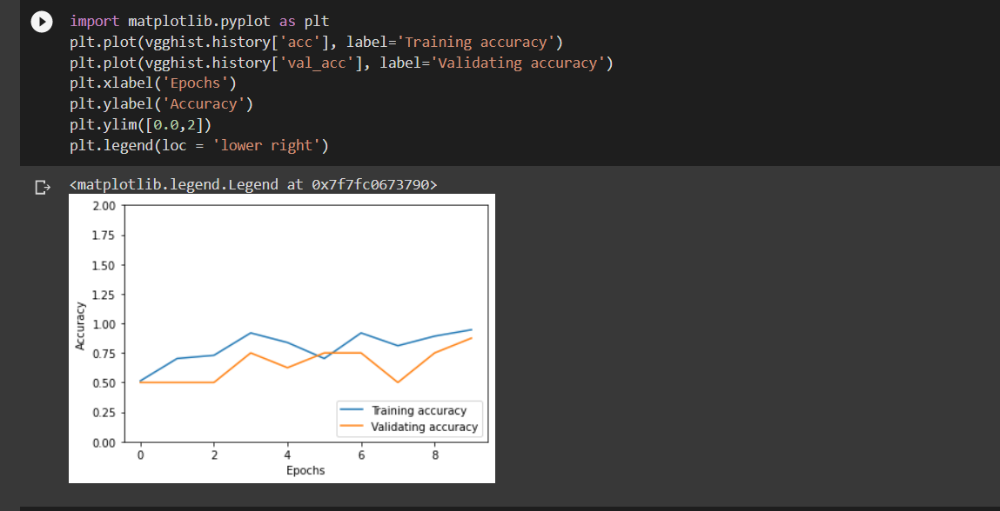 import matplotlib.pyplot as plt
plt.plot(vgghist.history['acc'], label='Training accuracy')
plt.plot(vgghist.history['val_acc'], label='Validating accuracy')
plt.xlabel('Epochs')
plt.ylabel('Accuracy')
plt.ylim([0.0,2])
plt.legend(loc = 'lower right')
<matplotlib.legend.Legend at 0x7f7fc0673790>
2.00
1.75
1.50
1.25
1.00
0.75
0.50
0.25
0.00
Accuracy
Training accuracy
Validating accuracy
0 2 4 6 8
Epochs